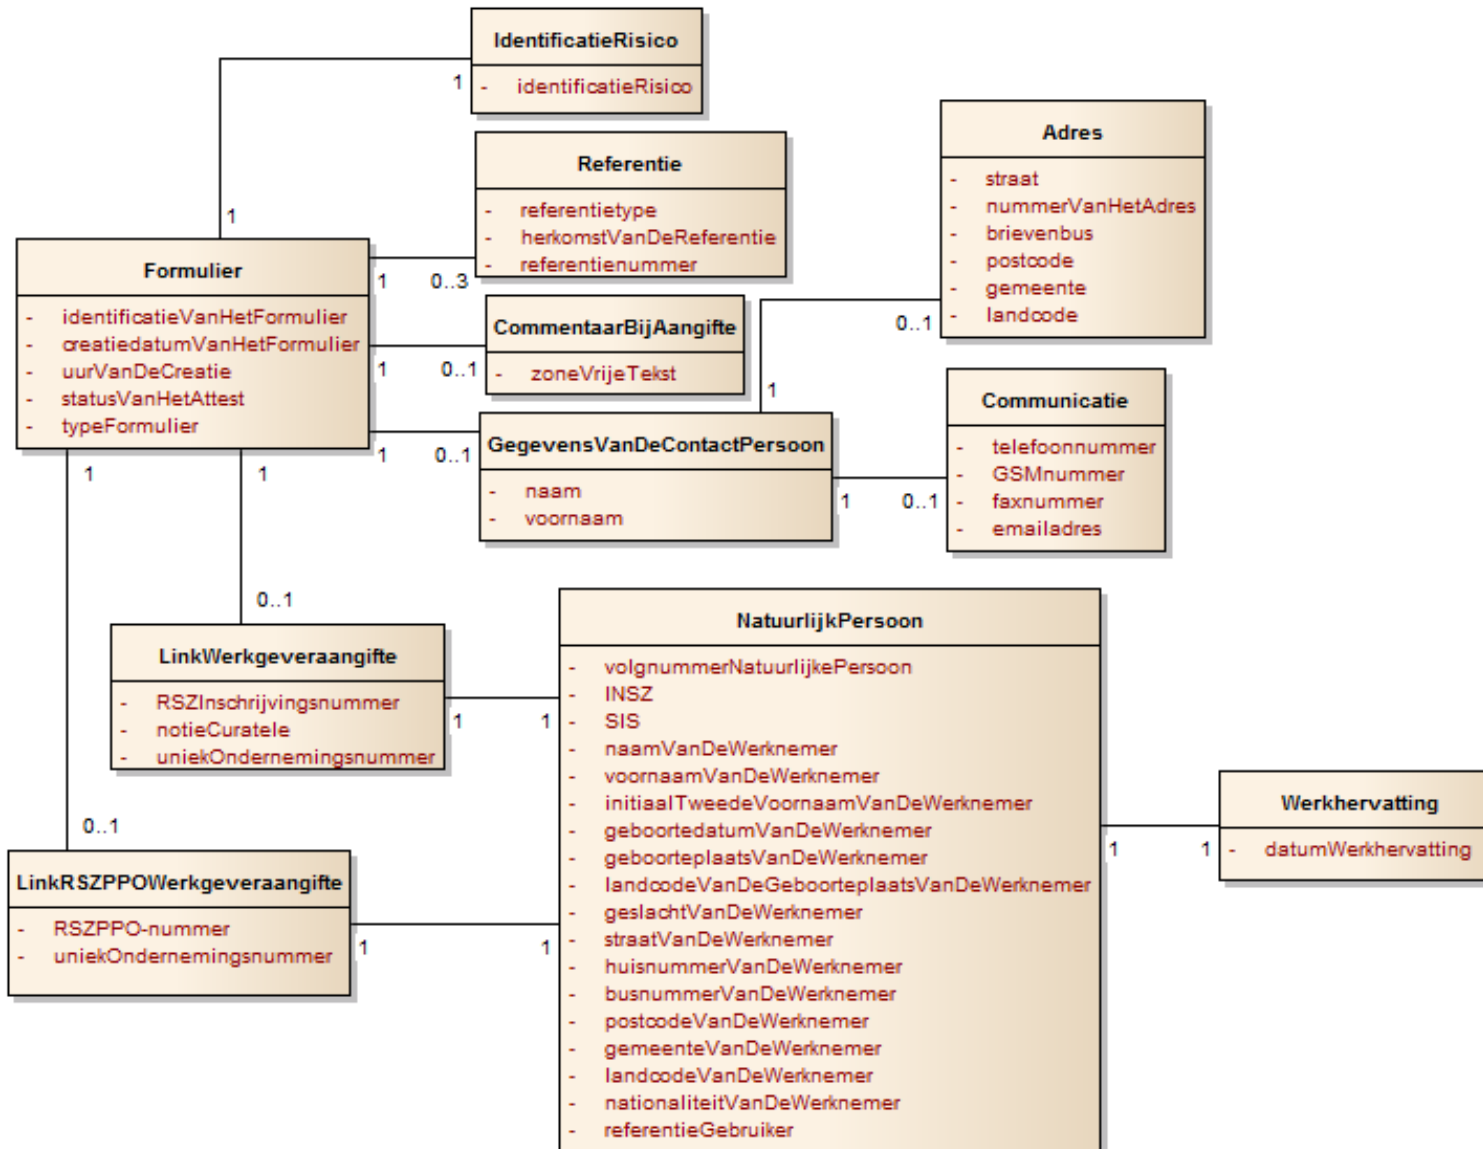 IdentificatieRisico
- identificatieRisico
1
1
Referentie
- referentietype
- herkomstVanDeReferentie
- referentienummer
1
0..3
Adres
- straat
- nummerVanHetAdres
- brievenbus
- postcode
- gemeente
- landcode
0..1
1
Formulier
- identificatieVanHetFormulier
- creatiedatumVanHetFormulier
- uurVanDeCreatie
- statusVanHetAttest
- typeFormulier
CommentaarBijAangifte
- zoneVrijeTekst
1
0..1
GegevensVanDeContactPersoon
- naam
- voornaam
1
0..1
Communicatie
- telefoonnummer
- GSMnummer
- faxnummer
- emailadres
1
0..1
1
1
0..1
LinkWerkgeveraangifte
- RSZInschrijvingsnummer
- notieCuratele
- uniekOndernemingsnummer
1
1
NatuurlijkPersoon
- volgnummerNatuurlijkePersoon
- INSZ
- SIS
- naamVanDeWerknemer
- voornaamVanDeWerknemer
- initiaalTweedeVoornaamVanDeWerknemer
- geboortedatumVanDeWerknemer
- geboorteplaatsVanDeWerknemer
- landcodeVanDeGeboorteplaatsVanDeWerknemer
- geslachtVanDeWerknemer
- straatVanDeWerknemer
- huisnummerVanDeWerknemer
- busnummerVanDeWerknemer
- postcodeVanDeWerknemer
- gemeenteVanDeWerknemer
- landcodeVanDeWerknemer
- nationaliteitVanDeWerknemer
- referentieGebruiker
0..1
LinkRSZPPOWerkgeveraangifte
- RSZPPO-nummer
- uniekOndernemingsnummer
1
1
Werkhervatting
- datumWerkhervatting
1
1